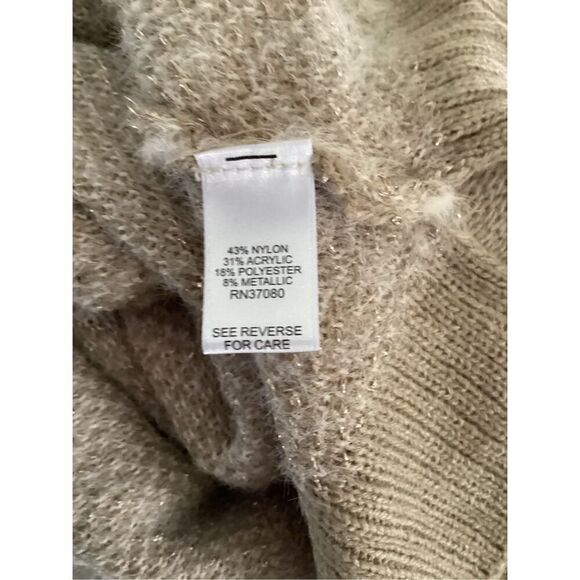 43% NYLON
31% ACRYLIC
18% POLYESTER
8% METALLIC
RN37080
SEE REVERSE
FOR CARE